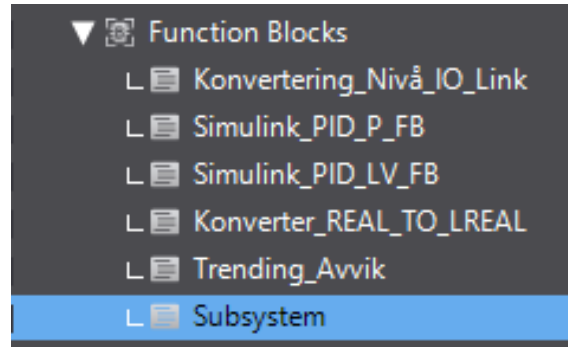 Function Blocks
Konvertering_Nivå_IO_Link
Simulink_PID_P_FB
Simulink_PID_LV_FB
Konverter_REAL_TO_LREAL
Trending_Avvik
Subsystem